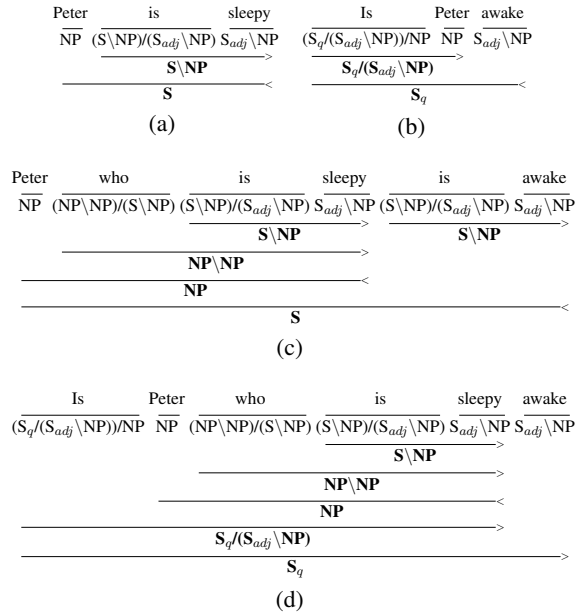 Peter is sleepy
NP (S\NP)/(S_adj\NP) S_adj\NP
>
S\NP
<
S
(a)
Is Peter awake
(S_q/(S_adj\NP))/NP NP S_adj\NP
>
S_q/(S_adj\NP)
<
S_q
(b)
Peter who is sleepy is awake
NP (NP\NP)/(S\NP) (S\NP)/(S_adj\NP) S_adj\NP (S\NP)/(S_adj\NP) S_adj\NP
> >
S\NP S\NP
>
NP\NP
<
NP
<
S
(c)
Is Peter who is sleepy awake
(S_q/(S_adj\NP))/NP NP (NP\NP)/(S\NP) (S\NP)/(S_adj\NP) S_adj\NP S_adj\NP
>
S\NP
>
NP\NP
<
NP
>
S_q/(S_adj\NP)
>
S_q
(d)